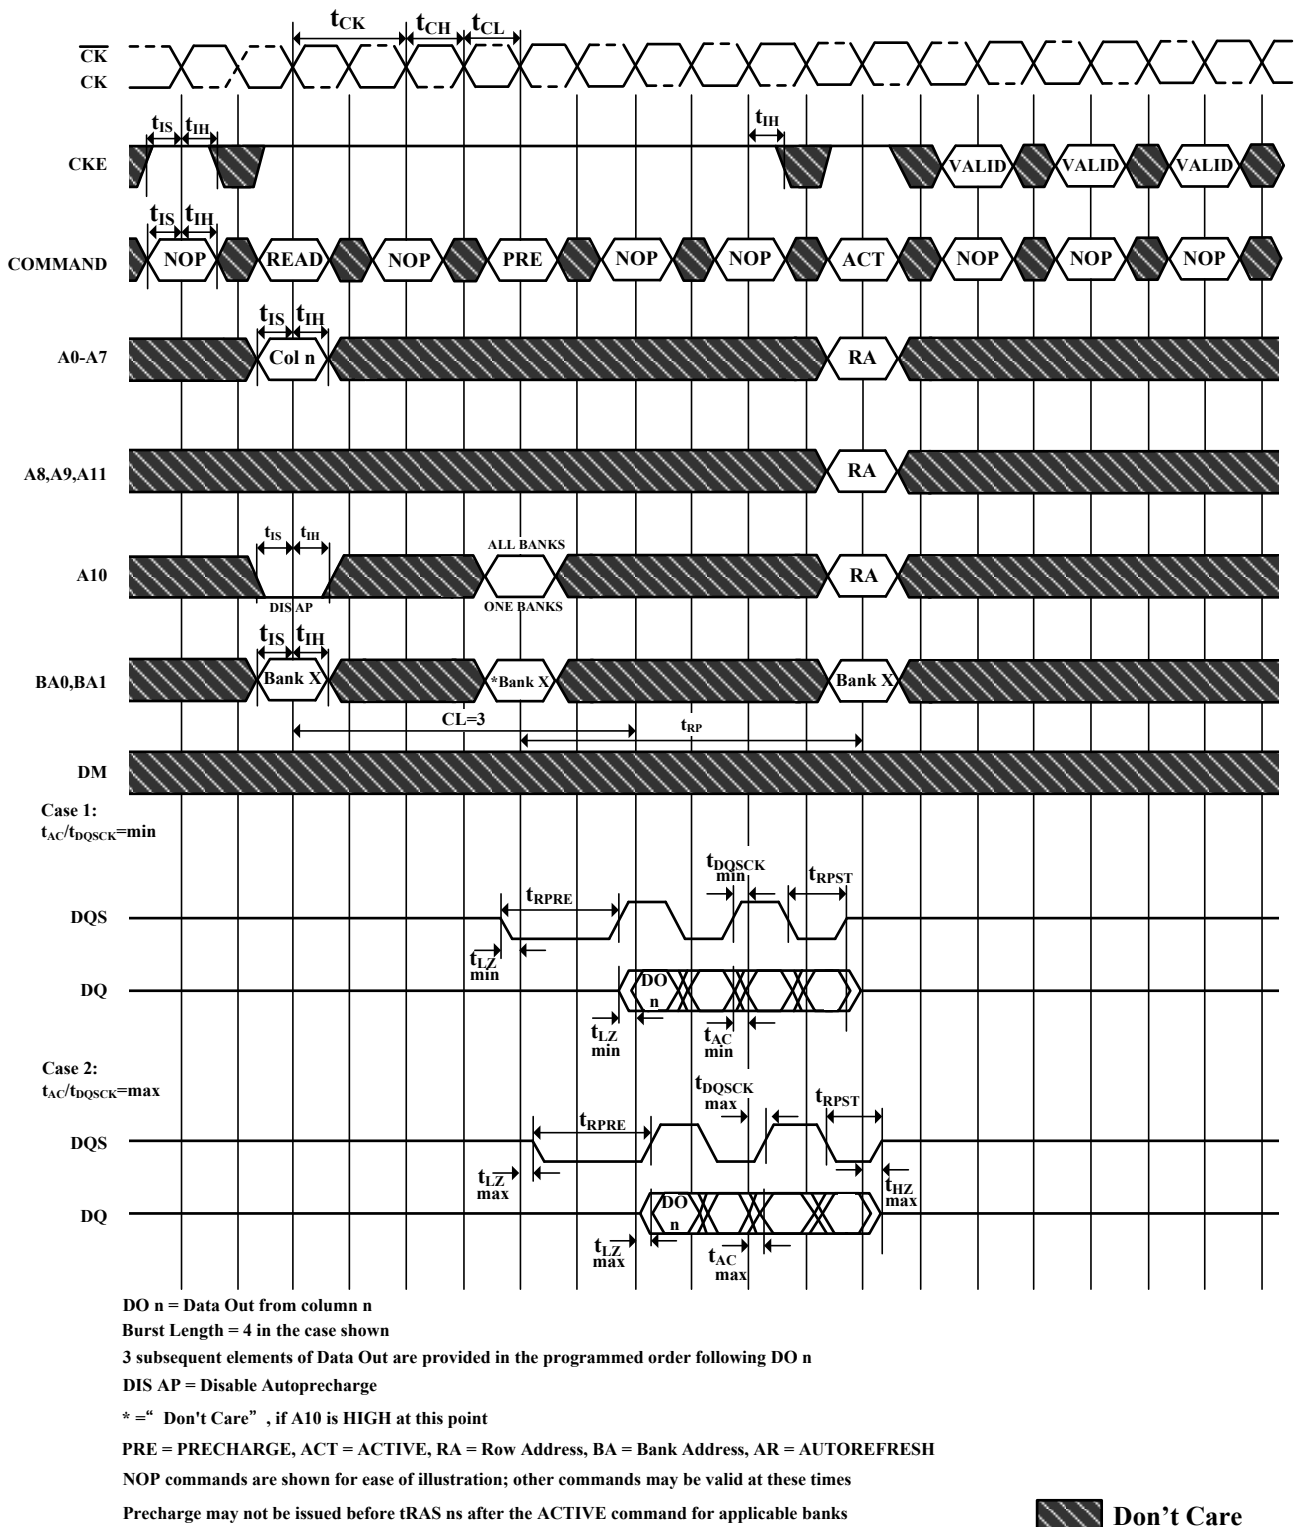 tCK tCH tCL
CK
CK
tIS tIH tIH
CKE VALID VALID VALID
tIS tIH
COMMAND NOP READ NOP PRE NOP NOP ACT NOP NOP NOP
tIS tIH
A0-A7 Col n RA
A8,A9,A11 RA
tIS tIH ALL BANKS
A10 RA
DIS AP ONE BANKS
tIS tIH
BA0,BA1 Bank X *Bank X Bank X
CL=3 tRP
DM
Case 1:
tAC/tDQSCK=min
tDQSCK min tRPST
tRPRE
DQS
tLZ min
DQ DO n
tLZ min tAC min
Case 2:
tAC/tDQSCK=max
tDQSCK max tRPST
tRPRE
DQS
tLZ max tHZ max
DQ DO n
tLZ max tAC max
DO n = Data Out from column n
Burst Length = 4 in the case shown
3 subsequent elements of Data Out are provided in the programmed order following DO n
DIS AP = Disable Autoprecharge
* =“ Don't Care” , if A10 is HIGH at this point
PRE = PRECHARGE, ACT = ACTIVE, RA = Row Address, BA = Bank Address, AR = AUTOREFRESH
NOP commands are shown for ease of illustration; other commands may be valid at these times
Precharge may not be issued before tRAS ns after the ACTIVE command for applicable banks
Don’t Care